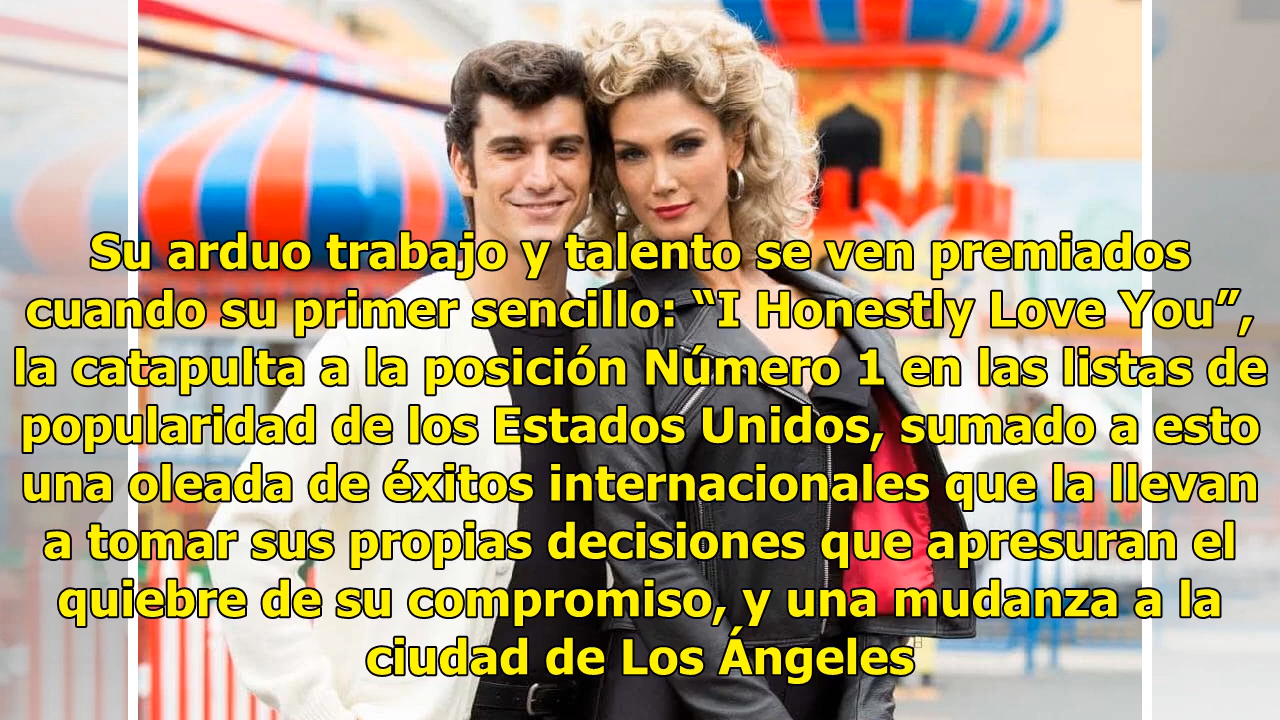 Su arduo trabajo y talento se ven premiados
cuando su primer sencillo: “I Honestly Love You”,
la catapulta a la posición Número 1 en las listas de
popularidad de los Estados Unidos, sumado a esto
una oleada de éxitos internacionales que la llevan
a tomar sus propias decisiones que apresuran el
quiebre de su compromiso, y una mudanza a la
ciudad de Los Ángeles